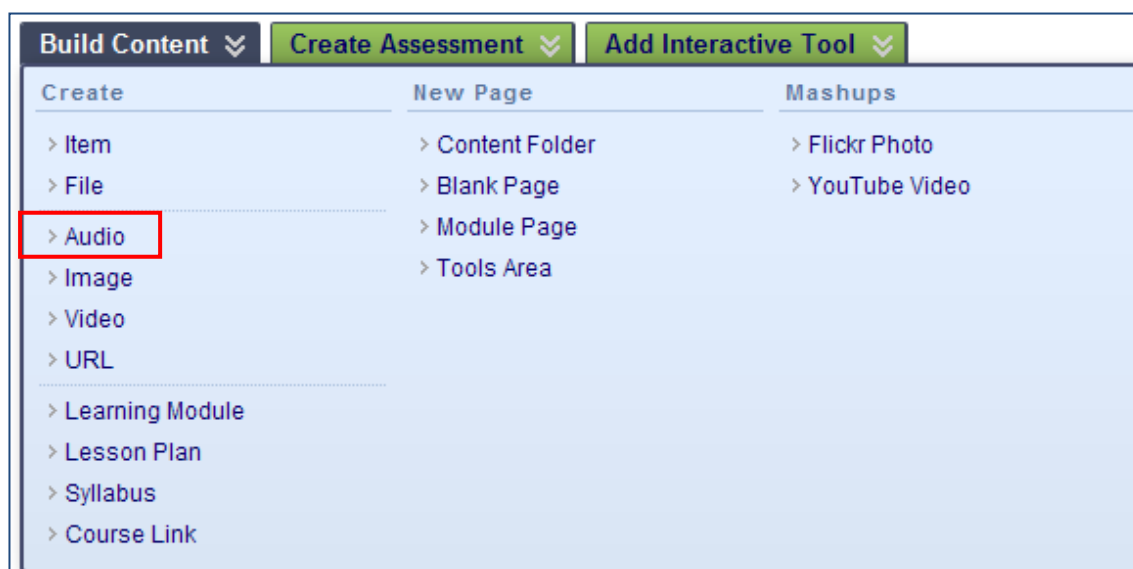 Build Content Create Assessment Add Interactive Tool
Create
Item
File
Audio
Image
Video
URL
Learning Module
Lesson Plan
Syllabus
Course Link
New Page
Content Folder
Blank Page
Module Page
Tools Area
Mashups
Flickr Photo
YouTube Video